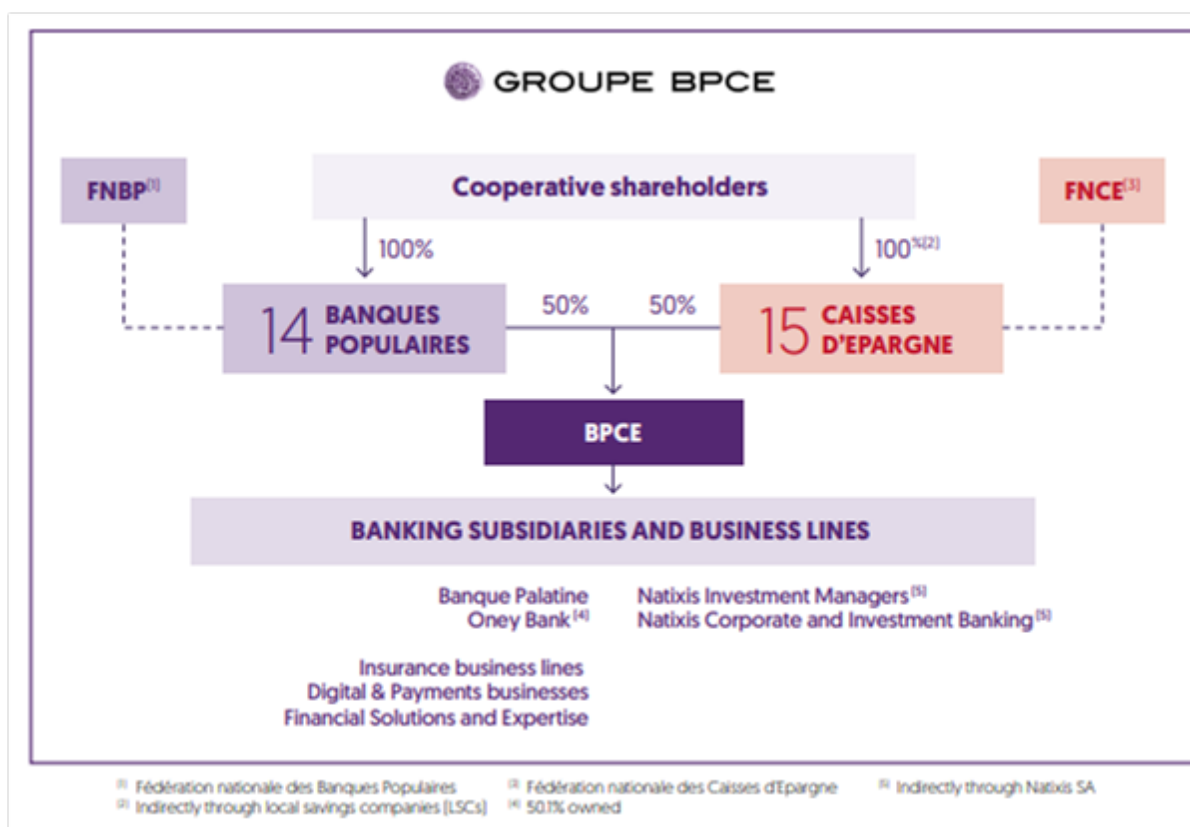 GROUPE BPCE
FNBP(1)
Cooperative shareholders
FNCE(3)
100%
100%(2)
14 BANQUES
POPULAIRES
50%
50%
15 CAISSES
D'EPARGNE
BPCE
BANKING SUBSIDIARIES AND BUSINESS LINES
Banque Palatine
Oney Bank (4)
Natixis Investment Managers (5)
Natixis Corporate and Investment Banking (5)
Insurance business lines
Digital & Payments businesses
Financial Solutions and Expertise
(1) Fédération nationale des Banques Populaires
(2) Indirectly through local savings companies (LSCs)
(3) Fédération nationale des Caisses d'Epargne
(4) 50.1% owned
(5) Indirectly through Natixis SA